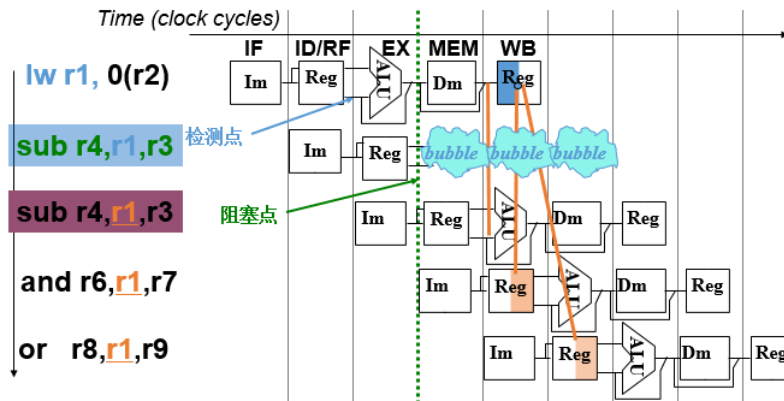 Time (clock cycles)
IF ID/RF EX MEM WB
lw r1, 0(r2)
Im Reg ALU Dm Reg
检测点
sub r4,r1,r3
Im Reg bubble bubble bubble
阻塞点
sub r4,r1,r3
Im Reg ALU Dm Reg
and r6,r1,r7
Im Reg ALU Dm Reg
or r8,r1,r9
Im Reg ALU Dm Reg